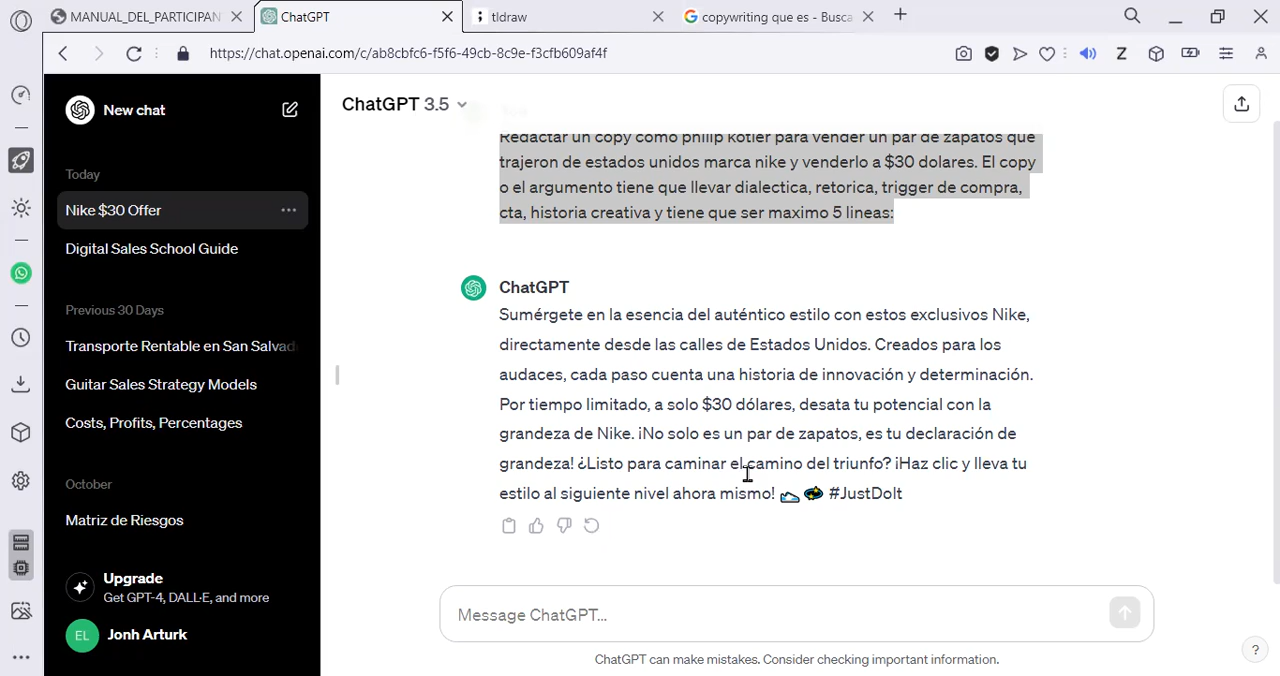 MANUAL_DEL_PARTICIPAN
ChatGPT
tldraw
copywriting que es - Busca
https://chat.openai.com/c/ab8cbfc6-f5f6-49cb-8c9e-f3cfb609af4f
Z
New chat
Today
Nike $30 Offer
Digital Sales School Guide
Previous 30 Days
Transporte Rentable en San Salvad
Guitar Sales Strategy Models
Costs, Profits, Percentages
October
Matriz de Riesgos
Upgrade
Get GPT-4, DALL·E, and more
EL
Jonh Arturk
ChatGPT 3.5
Redactar un copy como philip kotler para vender un par de zapatos que
trajeron de estados unidos marca nike y venderlo a $30 dolares. El copy
o el argumento tiene que llevar dialectica, retorica, trigger de compra,
cta, historia creativa y tiene que ser maximo 5 lineas:
ChatGPT
Sumérgete en la esencia del auténtico estilo con estos exclusivos Nike,
directamente desde las calles de Estados Unidos. Creados para los
audaces, cada paso cuenta una historia de innovación y determinación.
Por tiempo limitado, a solo $30 dólares, desata tu potencial con la
grandeza de Nike. ¡No solo es un par de zapatos, es tu declaración de
grandeza! ¿Listo para caminar el camino del triunfo? ¡Haz clic y lleva tu
estilo al siguiente nivel ahora mismo! 👟💫 #JustDoIt
Message ChatGPT...
ChatGPT can make mistakes. Consider checking important information.
?